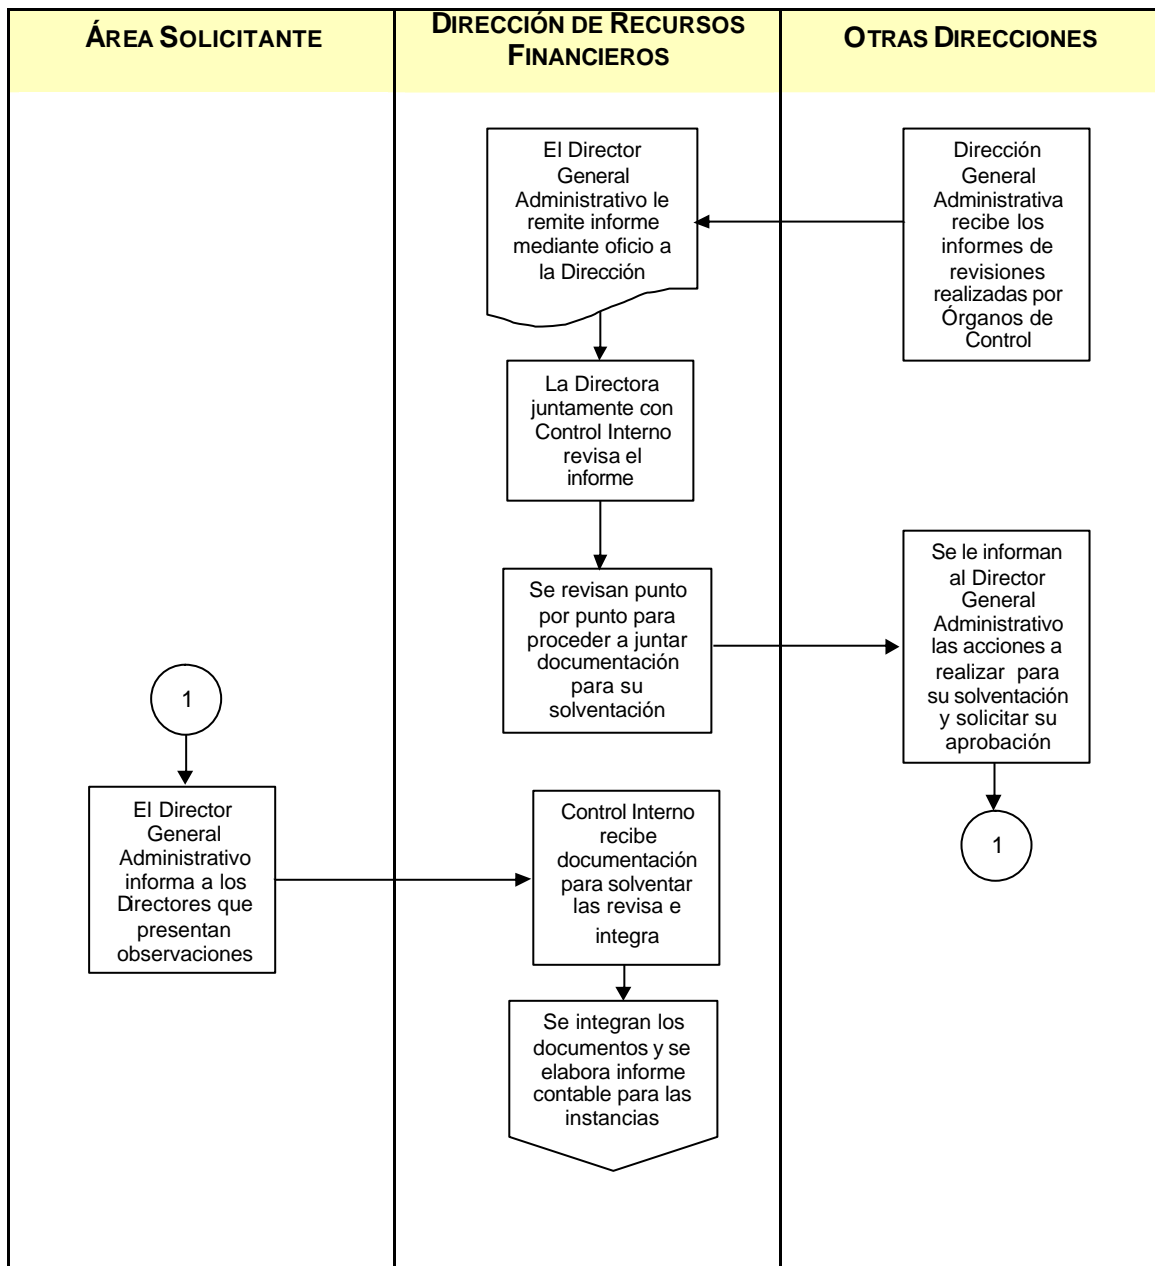 ÁREA SOLICITANTE
DIRECCIÓN DE RECURSOS
FINANCIEROS
OTRAS DIRECCIONES
El Director
General
Administrativo le
remite informe
mediante oficio a
la Dirección
Dirección
General
Administrativa
recibe los
informes de
revisiones
realizadas por
Órganos de
Control
La Directora
juntamente con
Control Interno
revisa el
informe
Se revisan punto
por punto para
proceder a juntar
documentación
para su
solventación
Se le informan
al Director
General
Administrativo
las acciones a
realizar para
su solventación
y solicitar su
aprobación
1
1
El Director
General
Administrativo
informa a los
Directores que
presentan
observaciones
Control Interno
recibe
documentación
para solventar
las revisa e
integra
Se integran los
documentos y se
elabora informe
contable para las
instancias